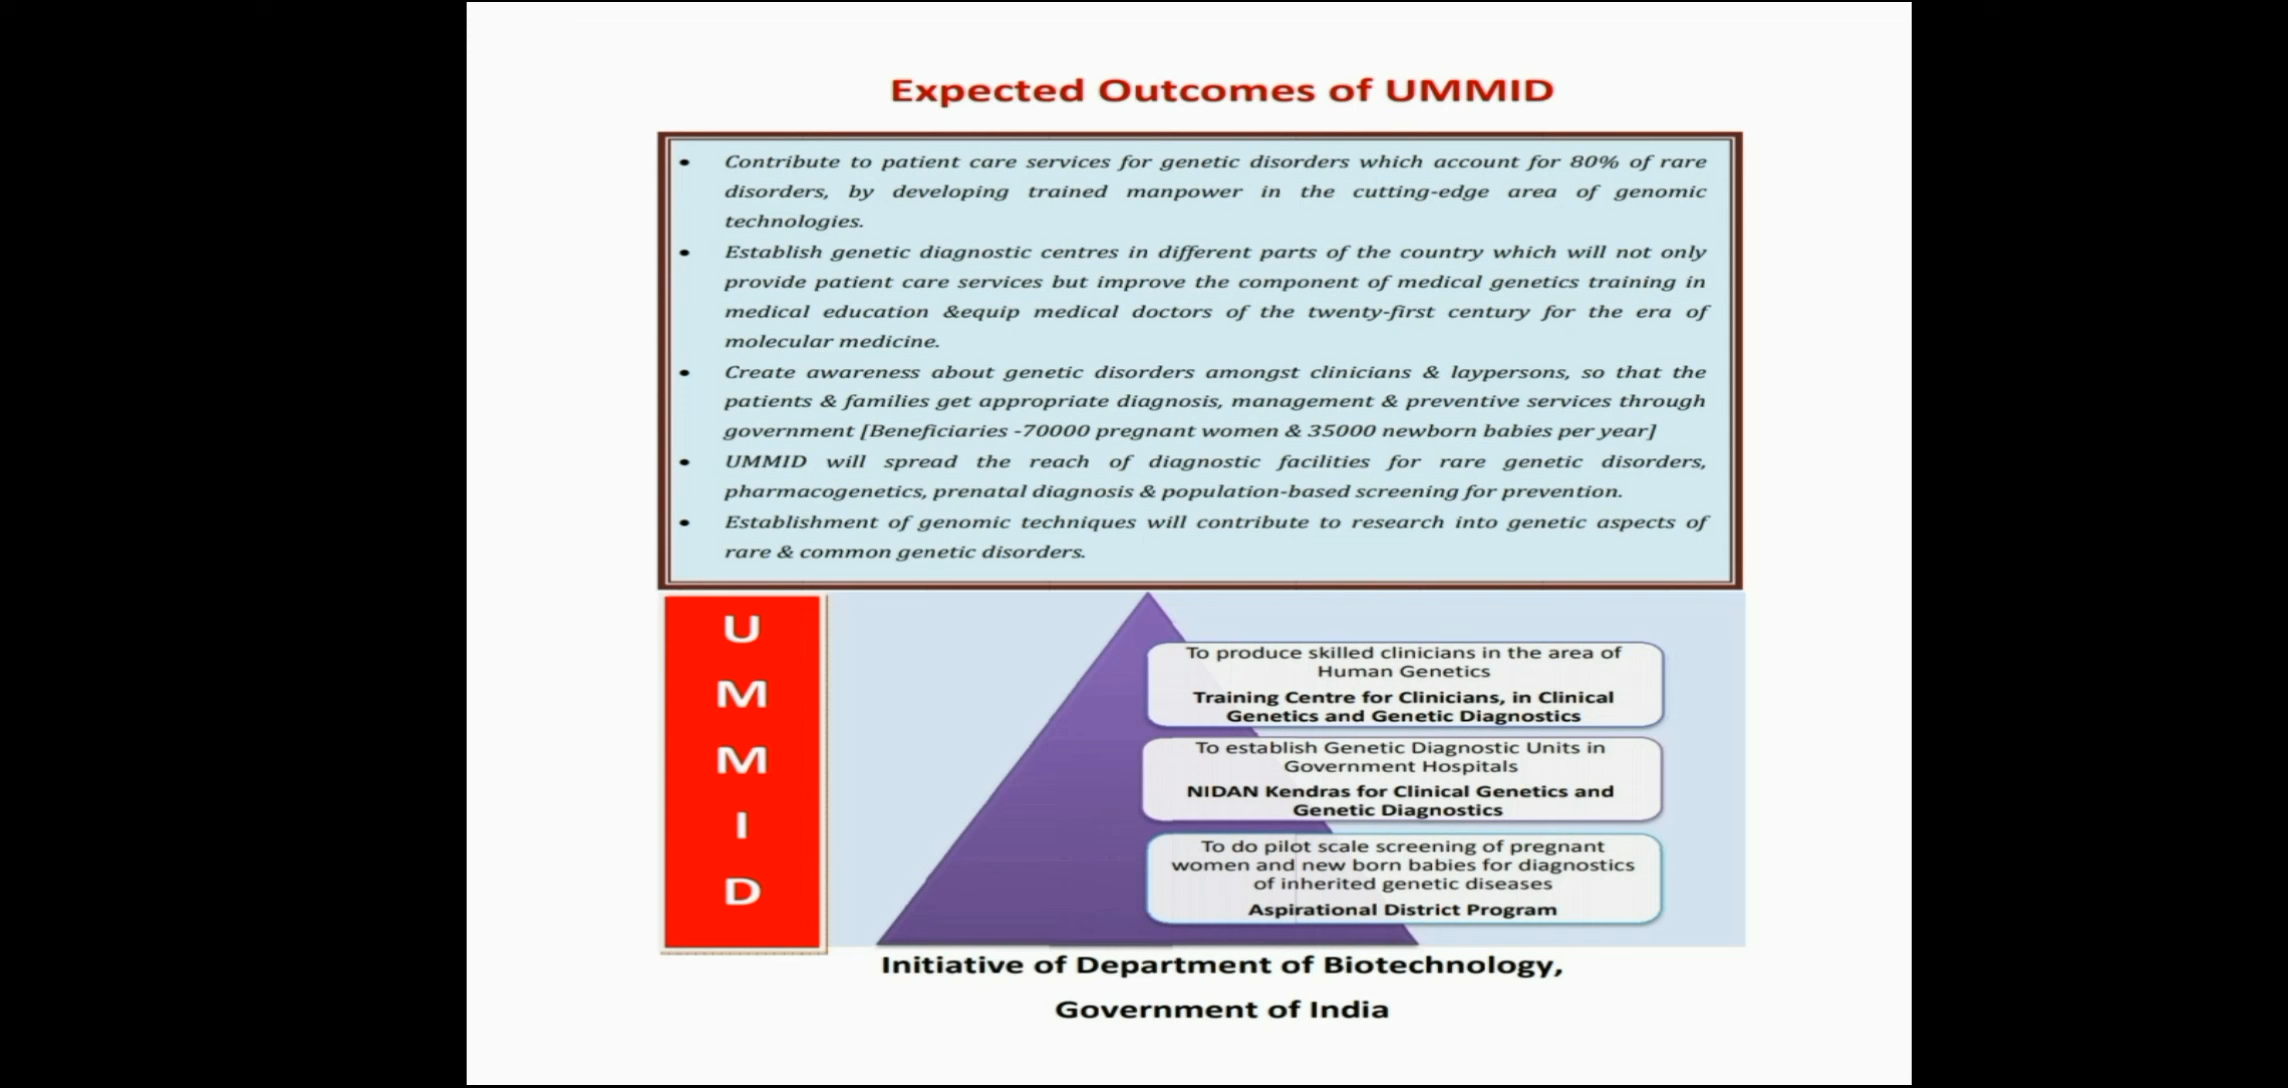 Expected Outcomes of UMMID
• Contribute to patient care services for genetic disorders which account for 80% of rare
disorders, by developing trained manpower in the cutting-edge area of genomic
technologies.
• Establish genetic diagnostic centres in different parts of the country which will not only
provide patient care services but improve the component of medical genetics training in
medical education &equip medical doctors of the twenty-first century for the era of
molecular medicine.
• Create awareness about genetic disorders amongst clinicians & laypersons, so that the
patients & families get appropriate diagnosis, management & preventive services through
government [Beneficiaries -70000 pregnant women & 35000 newborn babies per year]
• UMMID will spread the reach of diagnostic facilities for rare genetic disorders,
pharmacogenetics, prenatal diagnosis & population-based screening for prevention.
• Establishment of genomic techniques will contribute to research into genetic aspects of
rare & common genetic disorders.
U
M
M
I
D
To produce skilled clinicians in the area of
Human Genetics
Training Centre for Clinicians, in Clinical
Genetics and Genetic Diagnostics
To establish Genetic Diagnostic Units in
Government Hospitals
NIDAN Kendras for Clinical Genetics and
Genetic Diagnostics
To do pilot scale screening of pregnant
women and new born babies for diagnostics
of inherited genetic diseases
Aspirational District Program
Initiative of Department of Biotechnology,
Government of India